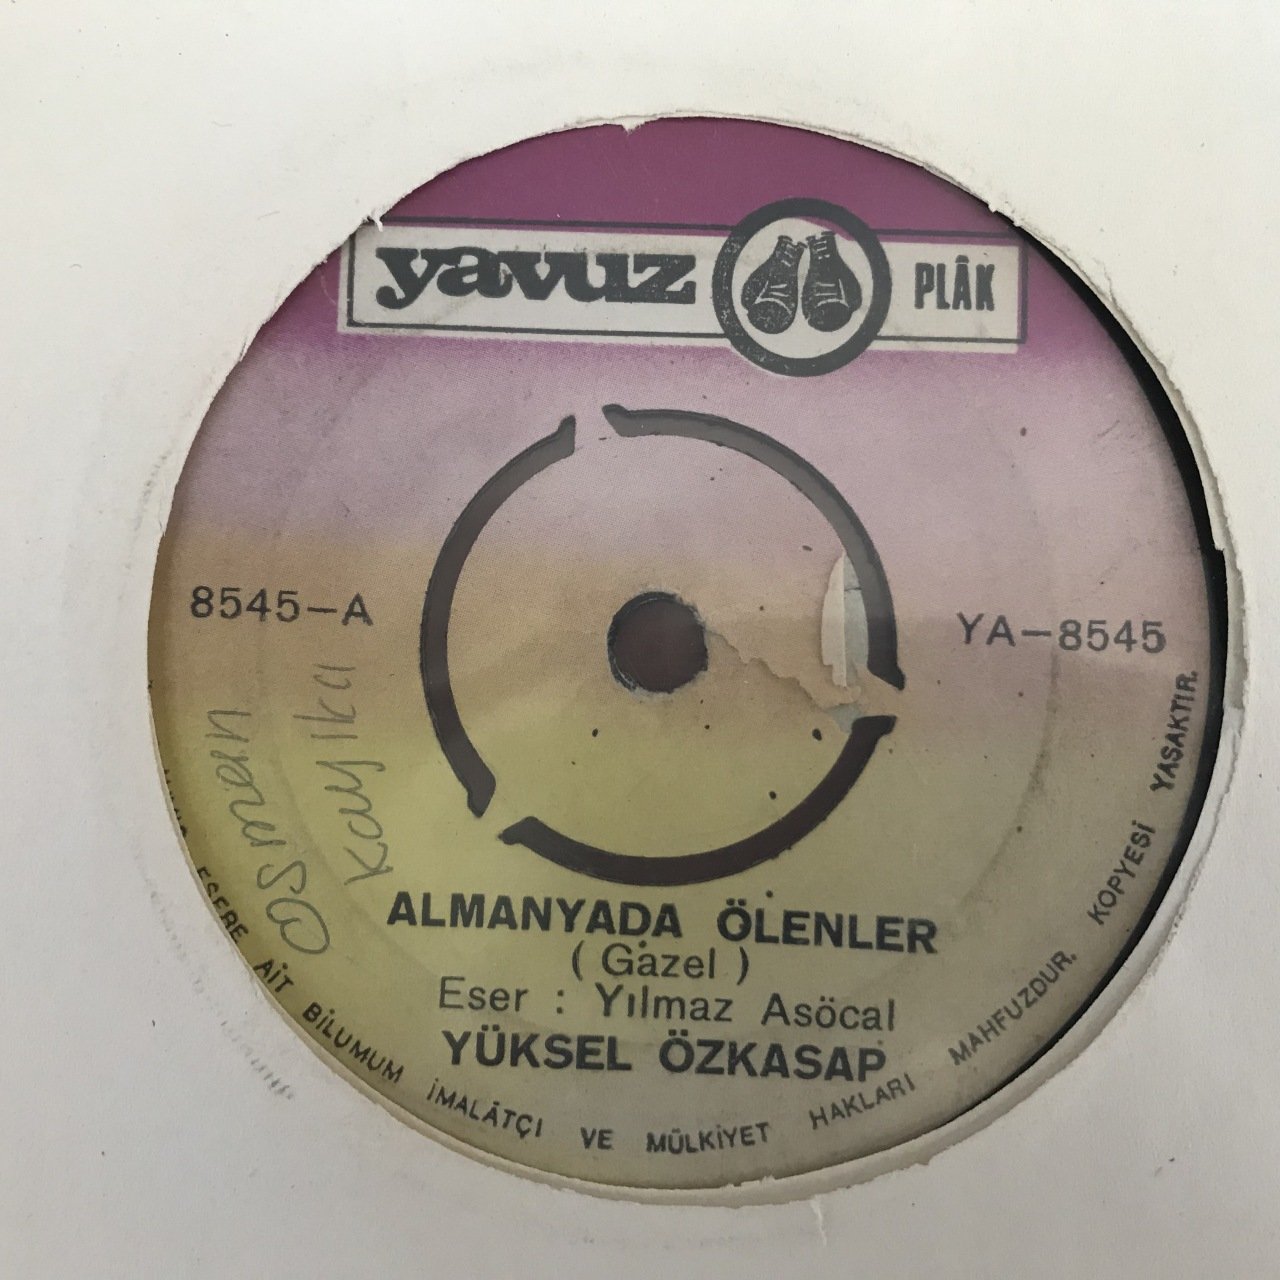 yavuz PLÂK
8545-A
YA-8545
Osman
Kayıka
ALMANYADA ÖLENLER
(Gazel)
Eser : Yılmaz Asöcal
YÜKSEL ÖZKASAP
ESERE AİT BİLUMUM İMALÂTÇI VE MÜLKİYET HAKLARI MAHFUZDUR. KOPYESİ YASAKTIR.